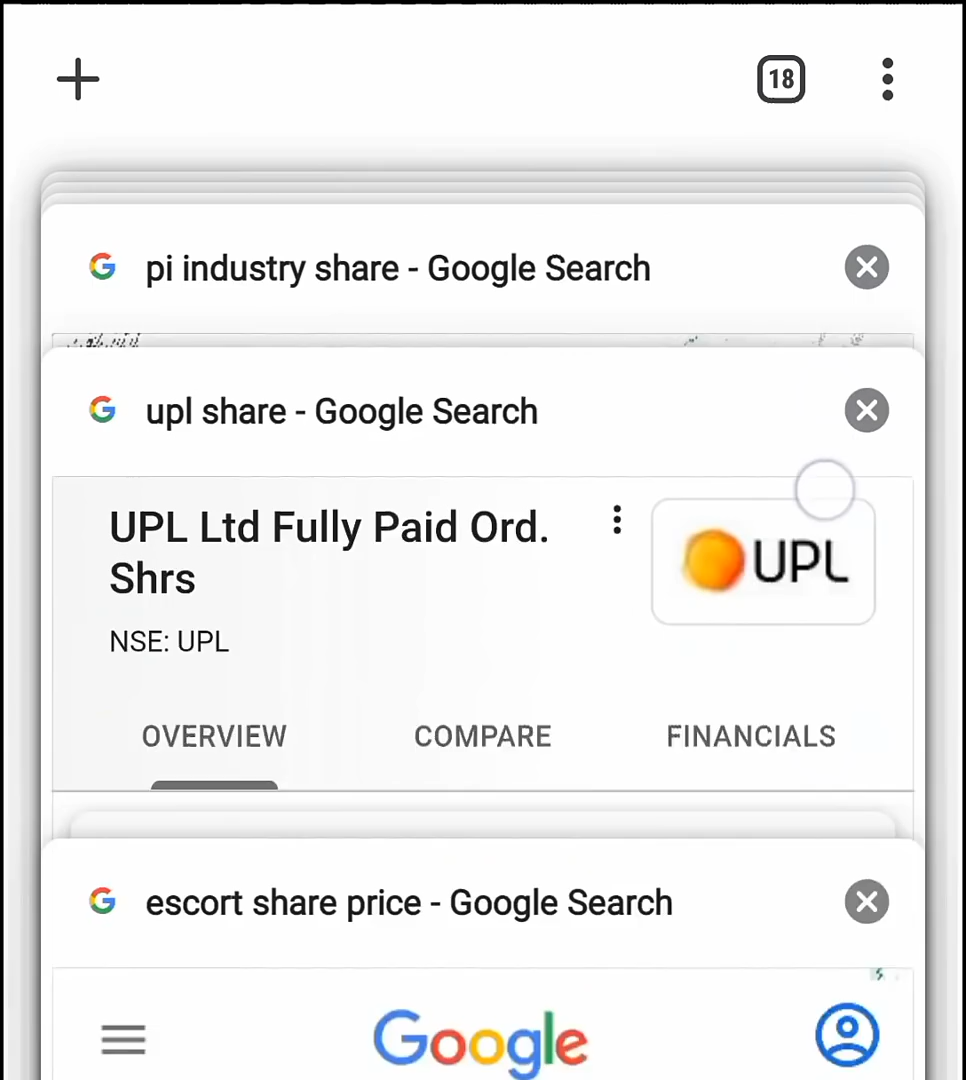 18
pi industry share - Google Search
upl share - Google Search
UPL Ltd Fully Paid Ord.
Shrs
UPL
NSE: UPL
OVERVIEW COMPARE FINANCIALS
escort share price - Google Search
Google